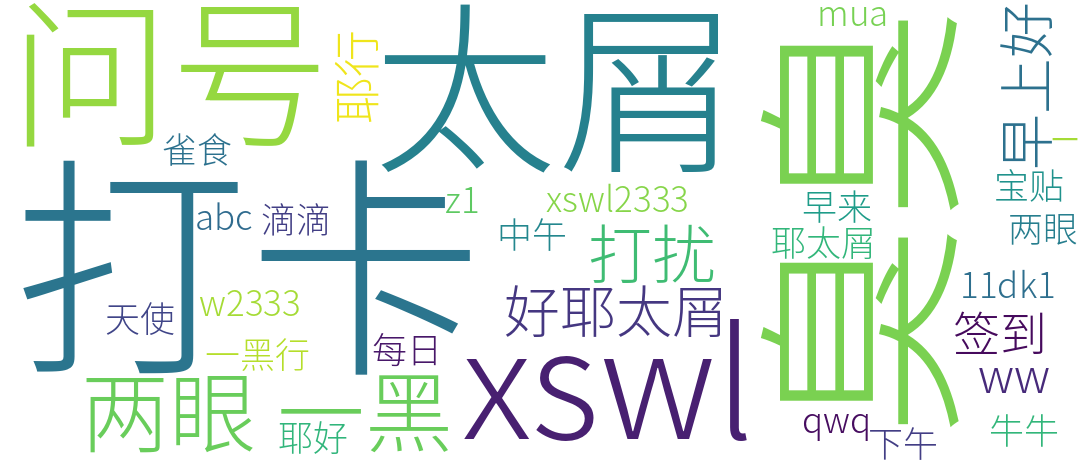 问号
耶行
太屑
臭臭
mua
早上好
雀食
打卡
abc
滴滴
z1
xswl2333
中午
打扰
早来
耶太屑
宝贴
两眼
天使
w2333
一黑行
每日
好耶太屑
11dk1
签到
ww
两眼
一黑
耶好
xswl
qwq
下午
牛牛